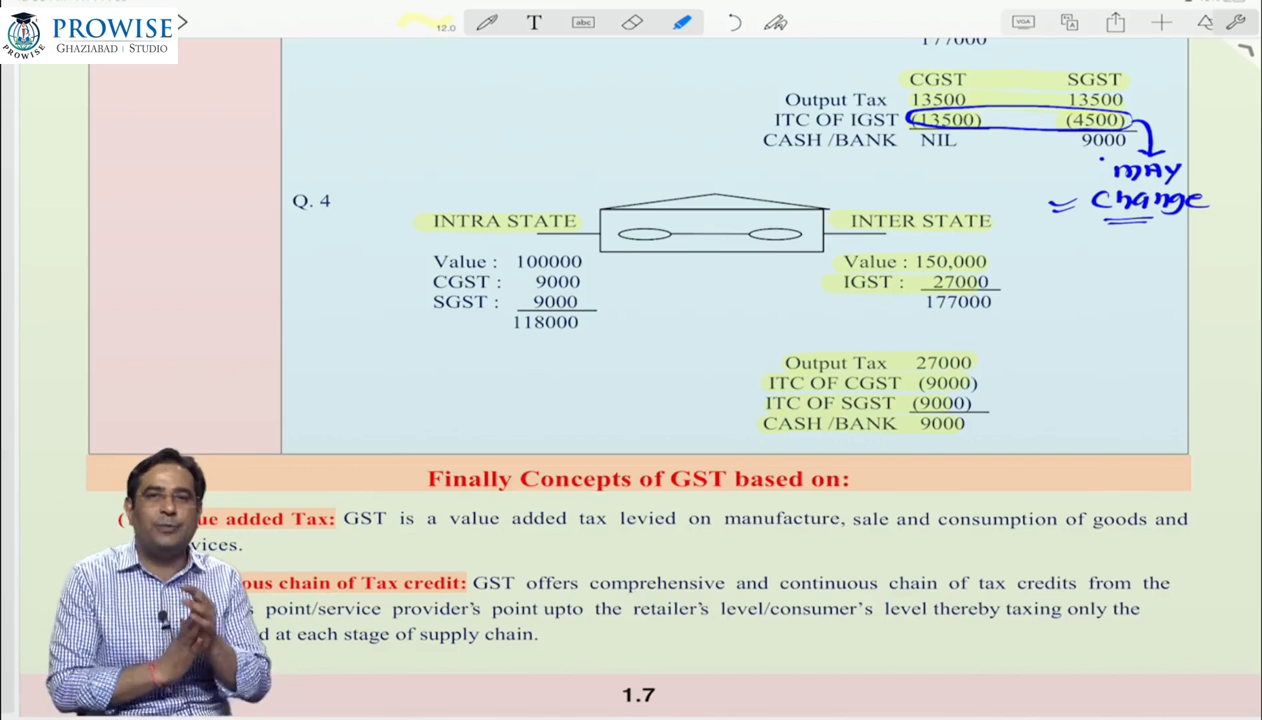 PROWISE
GHAZIABAD | STUDIO
PROWISE
12.0
T
abc
VGA
177000
CGST SGST
Output Tax 13500 13500
ITC OF IGST (13500) (4500)
CASH /BANK NIL 9000
MAY
Change
Q. 4
INTRA STATE INTER STATE
Value : 100000 Value : 150,000
CGST : 9000 IGST : 27000
SGST : 9000 177000
118000
Output Tax 27000
ITC OF CGST (9000)
ITC OF SGST (9000)
CASH /BANK 9000
Finally Concepts of GST based on:
( ue added Tax: GST is a value added tax levied on manufacture, sale and consumption of goods and
vices.
ous chain of Tax credit: GST offers comprehensive and continuous chain of tax credits from the
point/service provider's point upto the retailer's level/consumer's level thereby taxing only the
d at each stage of supply chain.
1.7